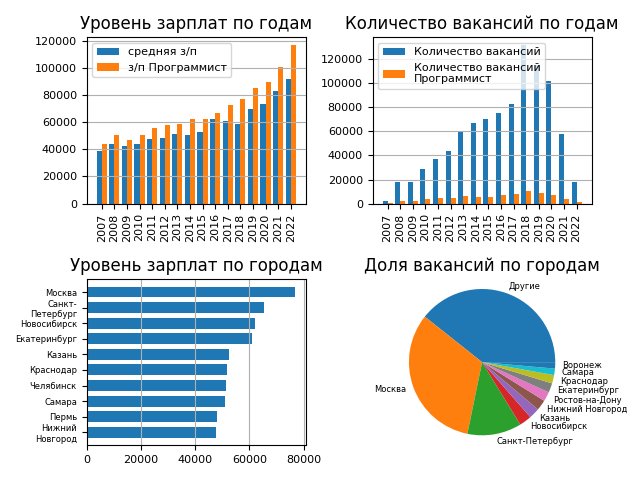 Уровень зарплат по годам
120000
100000
80000
60000
40000
20000
0
средняя з/п
з/п Программист
2007
2008
2009
2010
2011
2012
2013
2014
2015
2016
2017
2018
2019
2020
2021
2022
Количество вакансий по годам
120000
100000
80000
60000
40000
20000
0
Количество вакансий
Количество вакансий
Программист
2007
2008
2009
2010
2011
2012
2013
2014
2015
2016
2017
2018
2019
2020
2021
2022
Уровень зарплат по городам
Москва
Санкт-
Петербург
Новосибирск
Екатеринбург
Казань
Краснодар
Челябинск
Самара
Пермь
Нижний
Новгород
0
20000
40000
60000
80000
Доля вакансий по городам
Другие
Москва
Санкт-Петербург
Новосибирск
Казань
Нижний Новгород
Ростов-на-Дону
Екатеринбург
Краснодар
Самара
Воронеж